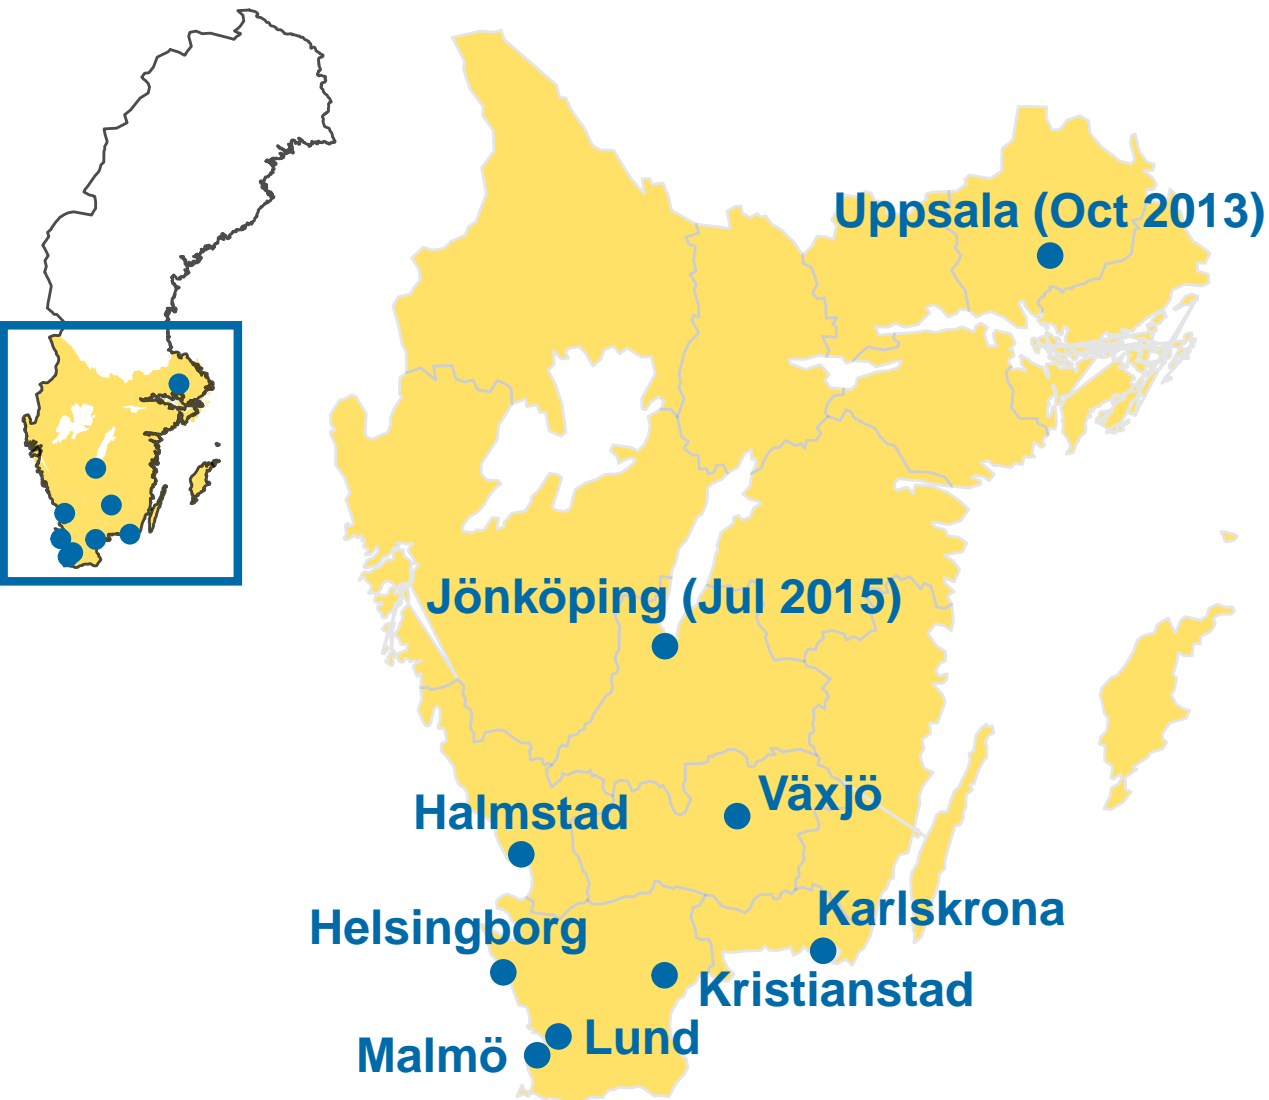 Uppsala (Oct 2013)
Jönköping (Jul 2015)
Växjö
Halmstad
Karlskrona
Helsingborg
Kristianstad
Lund
Malmö